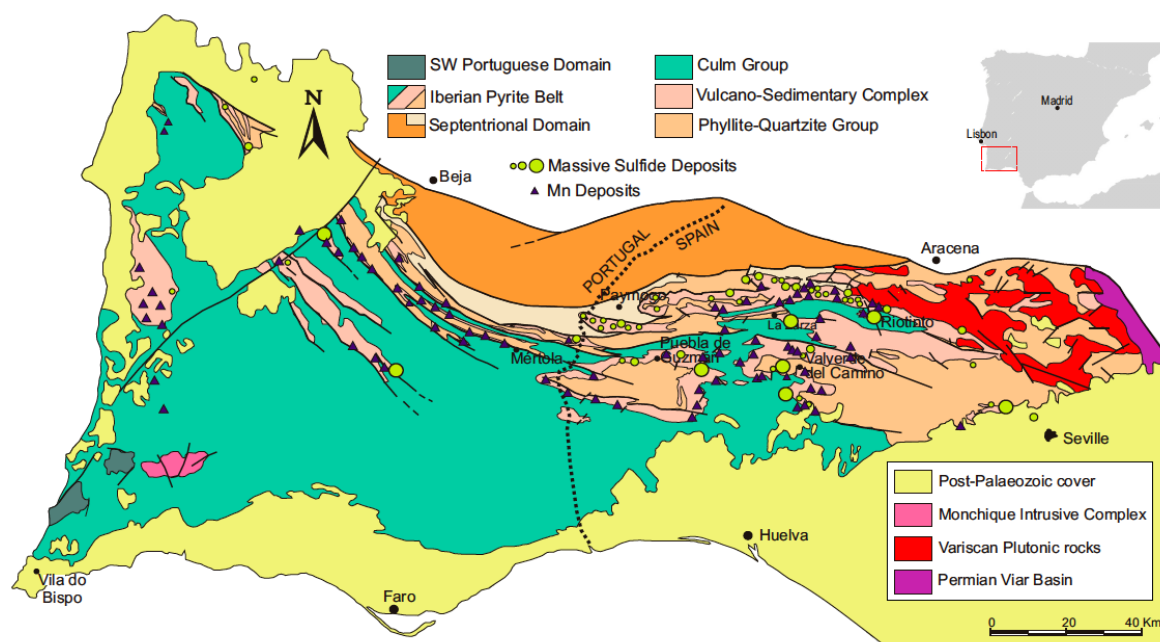 SW Portuguese Domain
Iberian Pyrite Belt
Septentrional Domain
Culm Group
Vulcano-Sedimentary Complex
Phyllite-Quartzite Group
Massive Sulfide Deposits
Mn Deposits
N
Madrid
Lisbon
Beja
PORTUGAL
SPAIN
Aracena
Paymogo
La Zarza
Riotinto
Mértola
Puebla de
Guzmán
Valverde
del Camino
Seville
Huelva
Faro
Vila do
Bispo
Post-Palaeozoic cover
Monchique Intrusive Complex
Variscan Plutonic rocks
Permian Viar Basin
0 20 40 Km